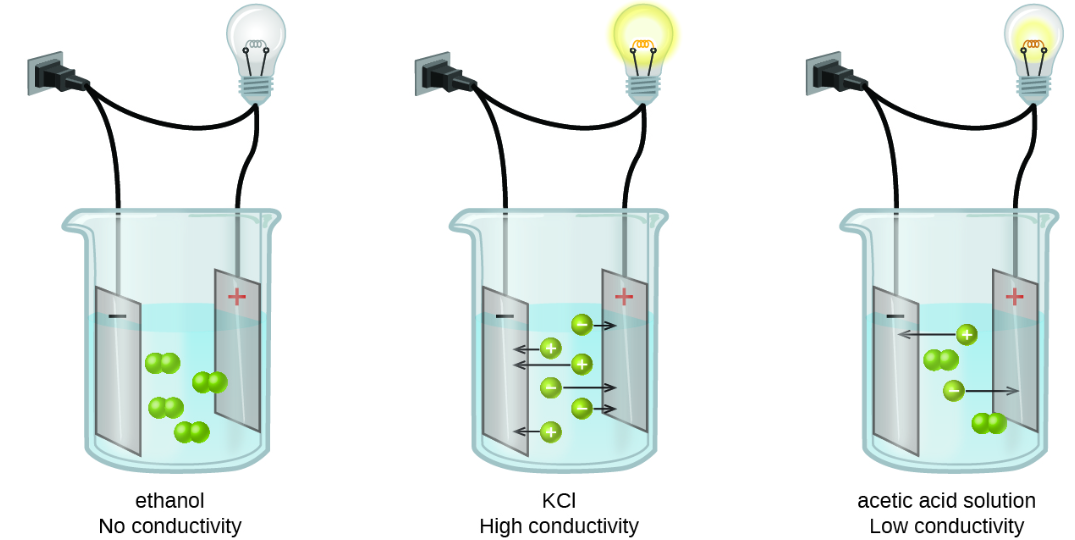 −
+
−
+
−
+
+
−
−
+
−
+
+
−
ethanol
No conductivity
KCl
High conductivity
acetic acid solution
Low conductivity